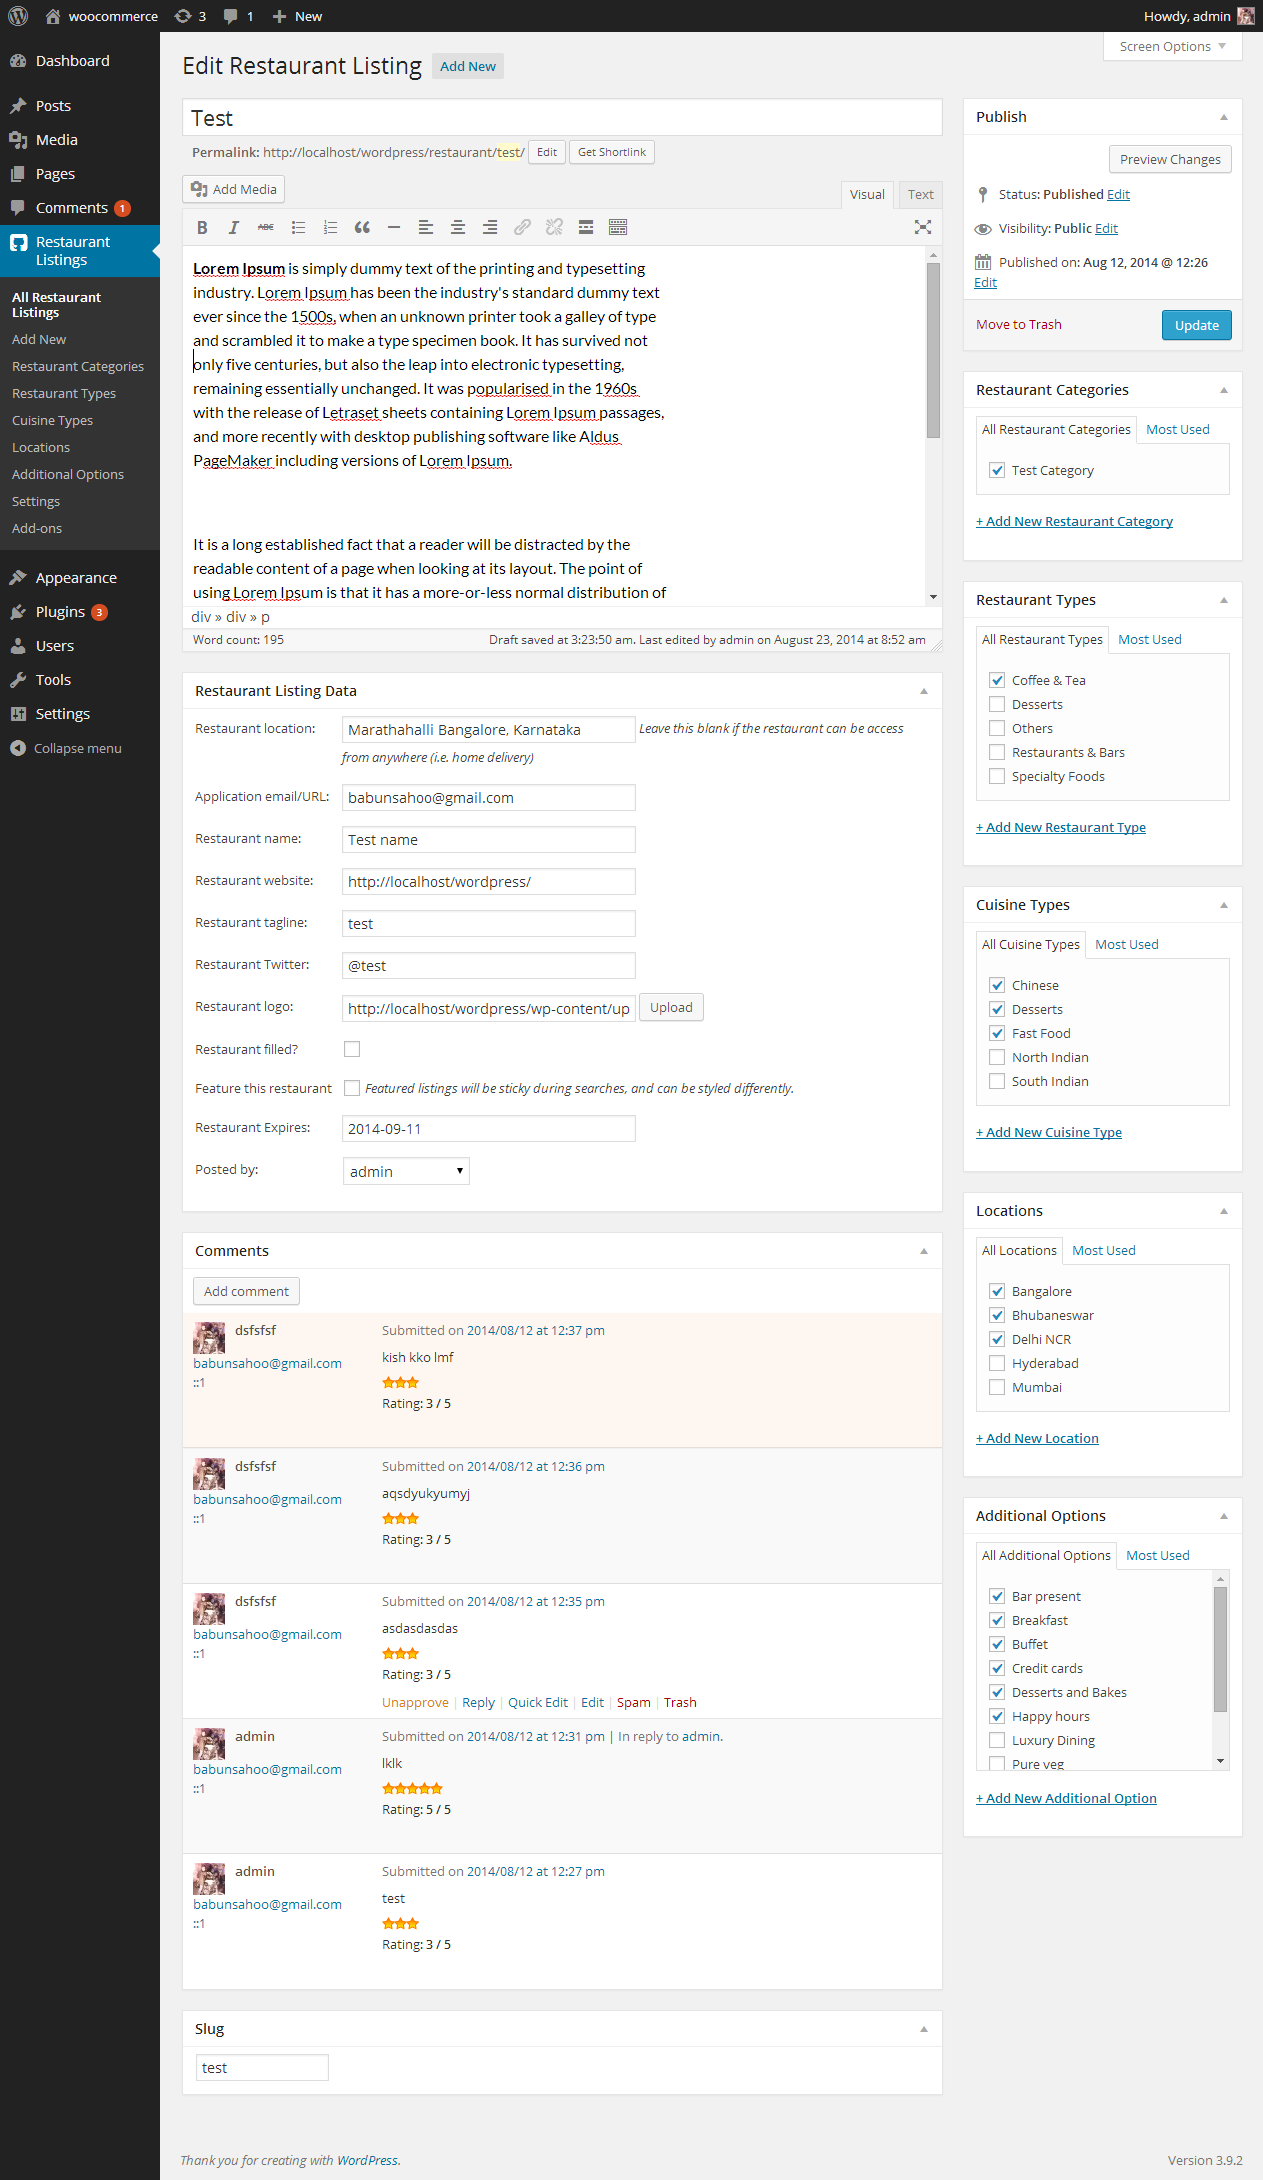 woocommerce 3 1 New Howdy, admin
Dashboard
Posts
Media
Pages
Comments 1
Restaurant
Listings
All Restaurant
Listings
Add New
Restaurant Categories
Restaurant Types
Cuisine Types
Locations
Additional Options
Settings
Add-ons
Appearance
Plugins 3
Users
Tools
Settings
Collapse menu
Screen Options
Edit Restaurant Listing Add New
Test
Permalink: http://localhost/wordpress/restaurant/test/ Edit Get Shortlink
Add Media
Visual Text
B I ABC
Lorem Ipsum is simply dummy text of the printing and typesetting
industry. Lorem Ipsum has been the industry's standard dummy text
ever since the 1500s, when an unknown printer took a galley of type
and scrambled it to make a type specimen book. It has survived not
only five centuries, but also the leap into electronic typesetting,
remaining essentially unchanged. It was popularised in the 1960s
with the release of Letraset sheets containing Lorem Ipsum passages,
and more recently with desktop publishing software like Aldus
PageMaker including versions of Lorem Ipsum.
It is a long established fact that a reader will be distracted by the
readable content of a page when looking at its layout. The point of
using Lorem Ipsum is that it has a more-or-less normal distribution of
div » div » p
Word count: 195 Draft saved at 3:23:50 am. Last edited by admin on August 23, 2014 at 8:52 am
Restaurant Listing Data
Restaurant location: Marathahalli Bangalore, Karnataka Leave this blank if the restaurant can be access
from anywhere (i.e. home delivery)
Application email/URL: babunsahoo@gmail.com
Restaurant name: Test name
Restaurant website: http://localhost/wordpress/
Restaurant tagline: test
Restaurant Twitter: @test
Restaurant logo: http://localhost/wordpress/wp-content/up Upload
Restaurant filled?
Feature this restaurant Featured listings will be sticky during searches, and can be styled differently.
Restaurant Expires: 2014-09-11
Posted by: admin
Comments
Add comment
dsfsfsf Submitted on 2014/08/12 at 12:37 pm
babunsahoo@gmail.com kish kko lmf
::1
Rating: 3 / 5
dsfsfsf Submitted on 2014/08/12 at 12:36 pm
babunsahoo@gmail.com aqsdyukyumyj
::1
Rating: 3 / 5
dsfsfsf Submitted on 2014/08/12 at 12:35 pm
babunsahoo@gmail.com asdasdasdas
::1
Rating: 3 / 5
Unapprove | Reply | Quick Edit | Edit | Spam | Trash
admin Submitted on 2014/08/12 at 12:31 pm | In reply to admin.
babunsahoo@gmail.com lklk
::1
Rating: 5 / 5
admin Submitted on 2014/08/12 at 12:27 pm
babunsahoo@gmail.com test
::1
Rating: 3 / 5
Slug
test
Publish
Preview Changes
Status: Published Edit
Visibility: Public Edit
Published on: Aug 12, 2014 @ 12:26
Edit
Move to Trash Update
Restaurant Categories
All Restaurant Categories Most Used
Test Category
+ Add New Restaurant Category
Restaurant Types
All Restaurant Types Most Used
Coffee & Tea
Desserts
Others
Restaurants & Bars
Specialty Foods
+ Add New Restaurant Type
Cuisine Types
All Cuisine Types Most Used
Chinese
Desserts
Fast Food
North Indian
South Indian
+ Add New Cuisine Type
Locations
All Locations Most Used
Bangalore
Bhubaneswar
Delhi NCR
Hyderabad
Mumbai
+ Add New Location
Additional Options
All Additional Options Most Used
Bar present
Breakfast
Buffet
Credit cards
Desserts and Bakes
Happy hours
Luxury Dining
Pure veg
+ Add New Additional Option
Thank you for creating with WordPress. Version 3.9.2